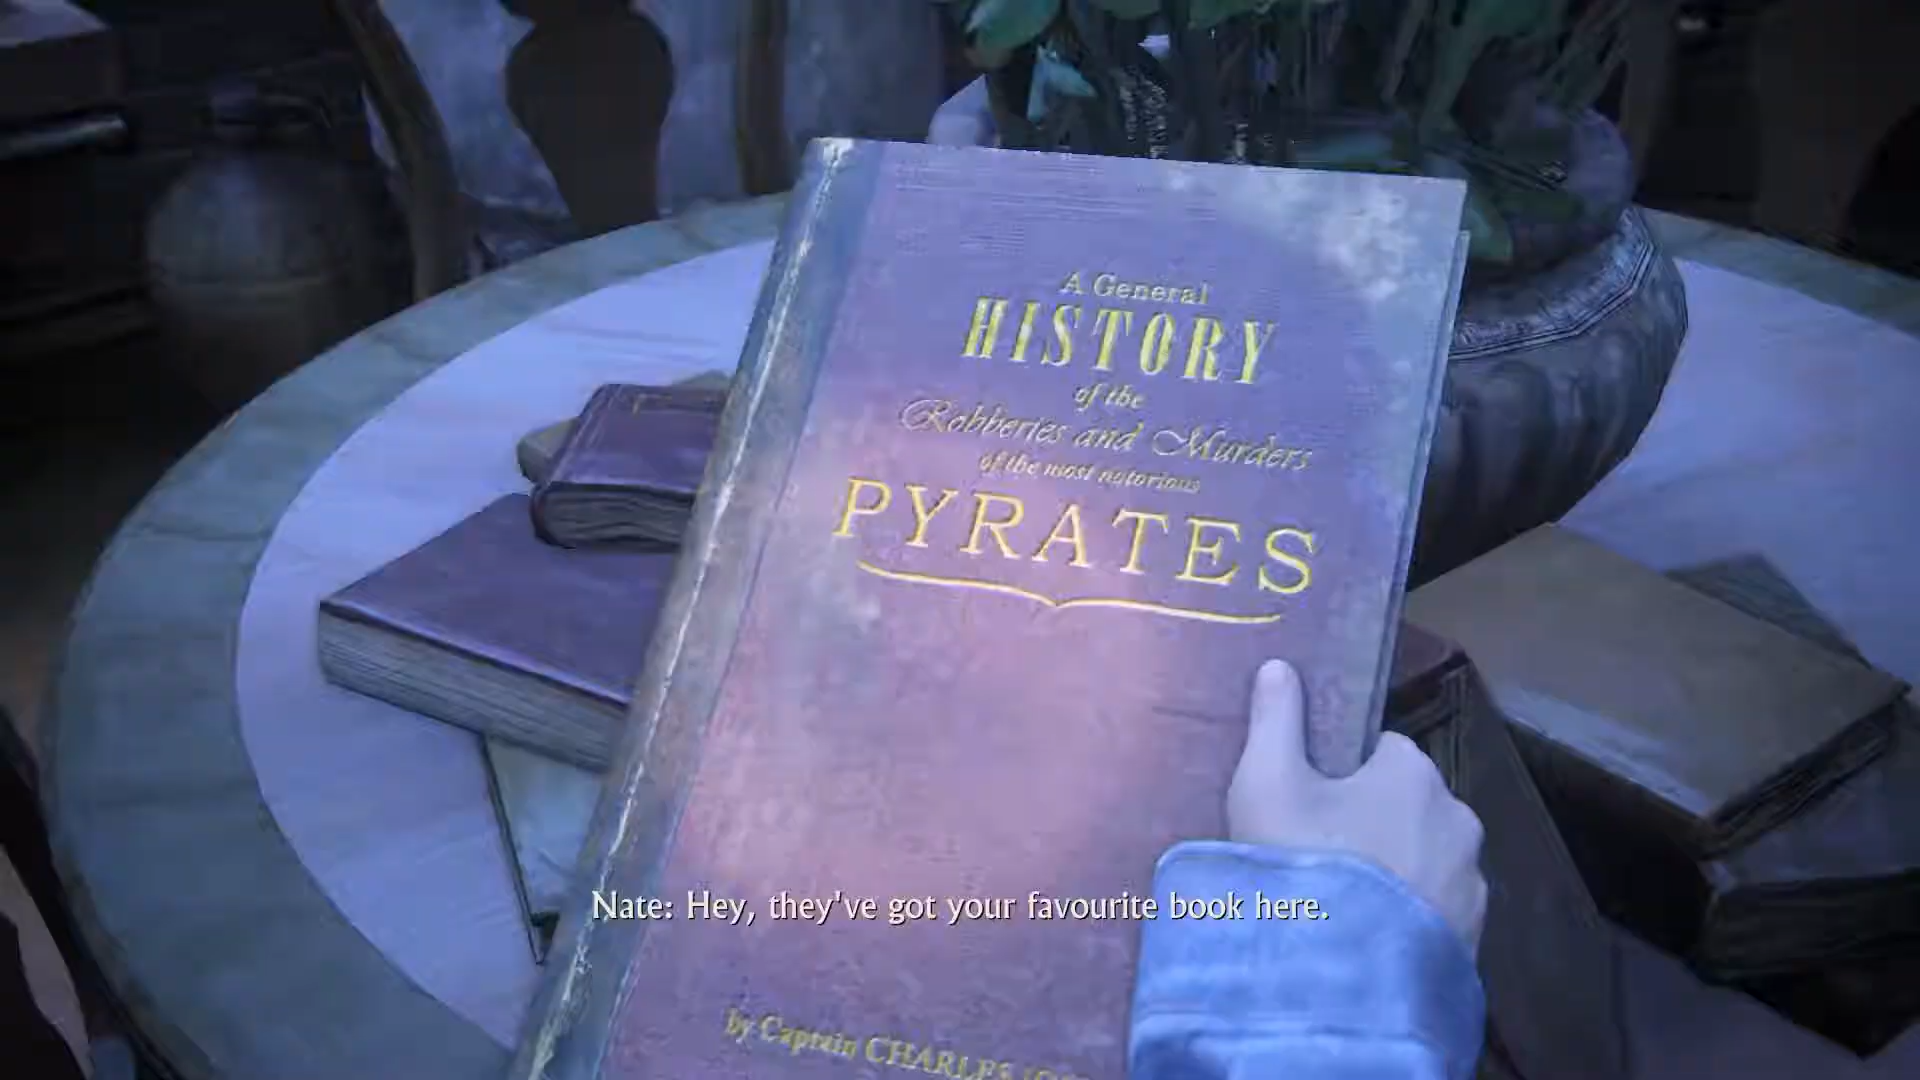 A General
HISTORY
of the
Robberies and Murders
of the most notorious
PYRATES
Nate: Hey, they've got your favourite book here.
by Captain CHARLES